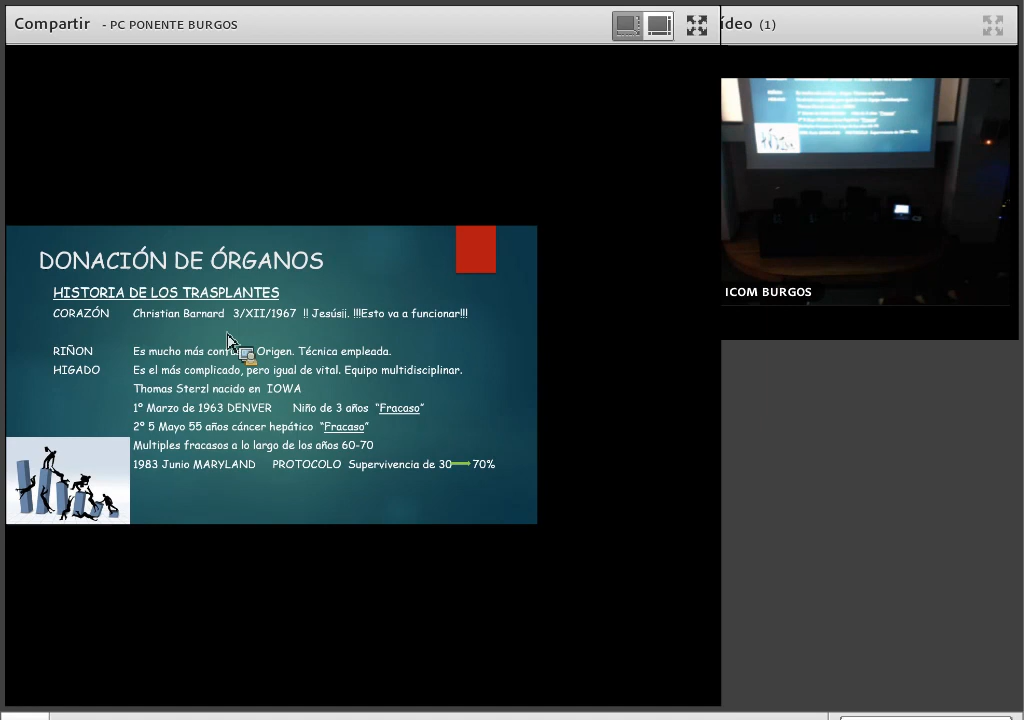 Compartir - PC PONENTE BURGOS
ídeo (1)
DONACIÓN DE ÓRGANOS
HISTORIA DE LOS TRASPLANTES
CORAZÓN Christian Barnard 3/XII/1967 !! Jesús¡¡. !!!Esto va a funcionar!!!
RIÑON Es mucho más Origen. Técnica empleada.
HIGADO Es el más complicado, pero igual de vital. Equipo multidisciplinar.
Thomas Sterzl nacido en IOWA
1º Marzo de 1963 DENVER Niño de 3 años “Fracaso”
2º 5 Mayo 55 años cáncer hepático “Fracaso”
Multiples fracasos a lo largo de los años 60-70
1983 Junio MARYLAND PROTOCOLO Supervivencia de 30 70%
ICOM BURGOS